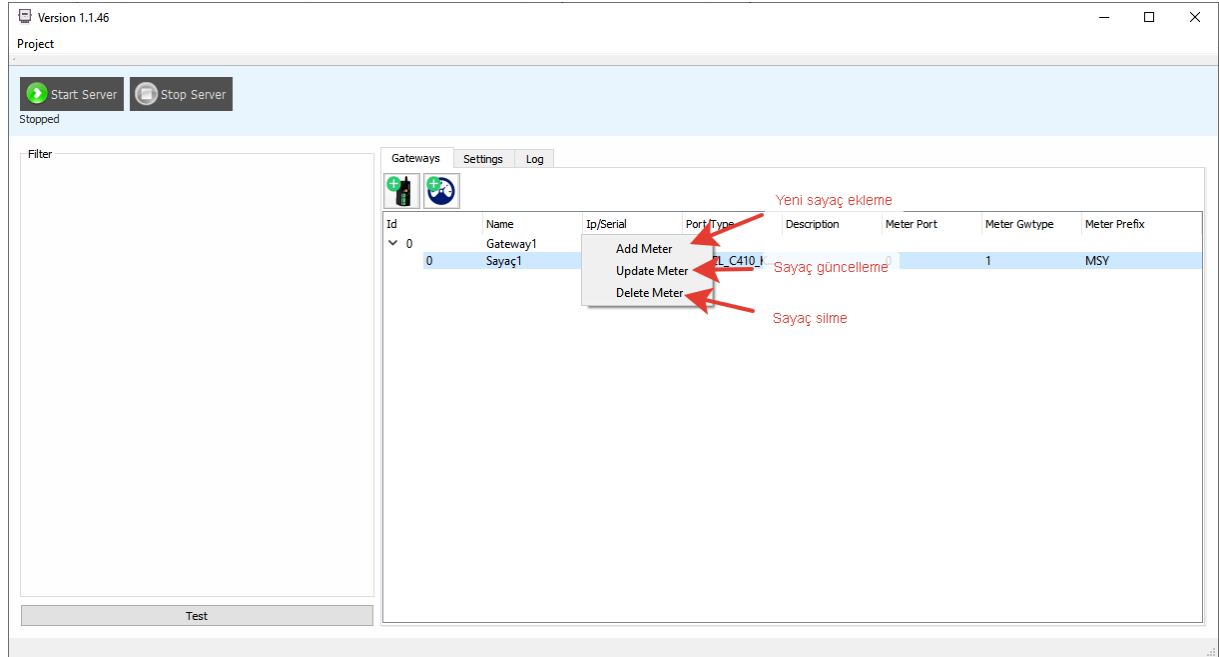 Version 1.1.46
Project
Start Server Stop Server
Stopped
Filter
Gateways Settings Log
Yeni sayaç ekleme
Id Name Ip/Serial Port/Type Description Meter Port Meter Gwtype Meter Prefix
0 Gateway1
Add Meter
0 Sayaç1 1 MSY
Update Meter
Sayaç güncelleme
Delete Meter
Sayaç silme
Test